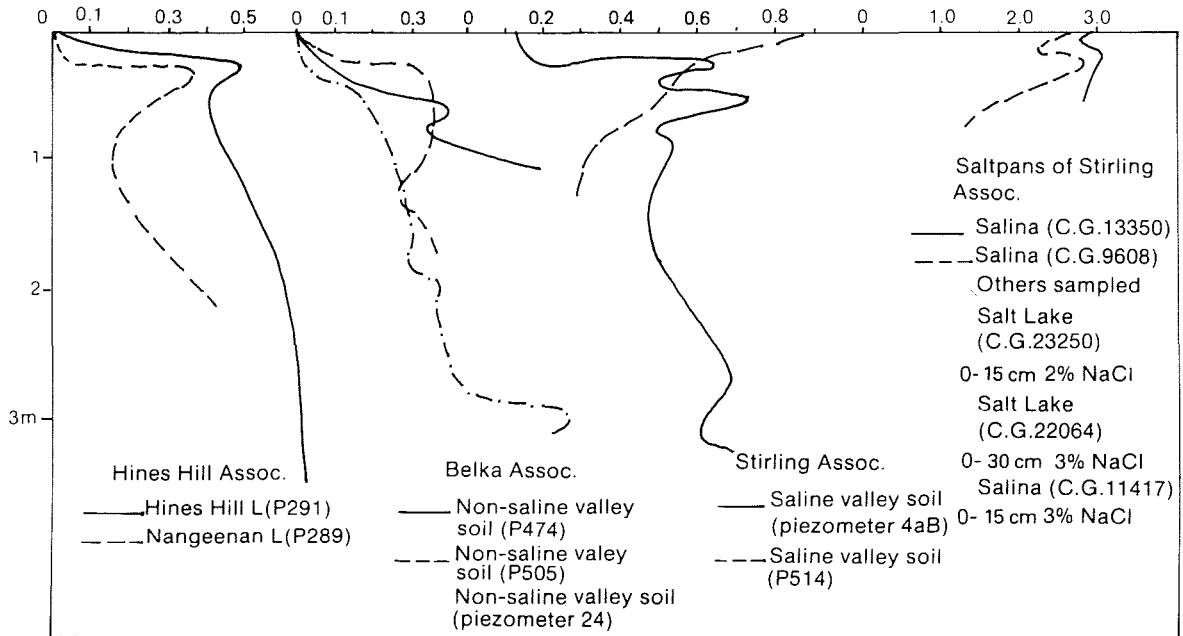 0 0.1 0.3 0.5 0 0.1 0.3 0 0.2 0.4 0.6 0.8 0 1.0 2.0 3.0
1
2
3m
Hines Hill Assoc.
Hines Hill L(P291)
Nangeenan L(P289)
Belka Assoc.
Non-saline valley
soil (P474)
Non-saline valey
soil (P505)
Non-saline valley soil
(piezometer 24)
Stirling Assoc.
Saline valley soil
(piezometer 4aB)
Saline valley soil
(P514)
Saltpans of Stirling
Assoc.
Salina (C.G.13350)
Salina (C.G.9608)
Others sampled
Salt Lake
(C.G.23250)
0-15 cm 2% NaCl
Salt Lake
(C.G.22064)
0-30 cm 3% NaCl
Salina (C.G.11417)
0-15 cm 3% NaCl